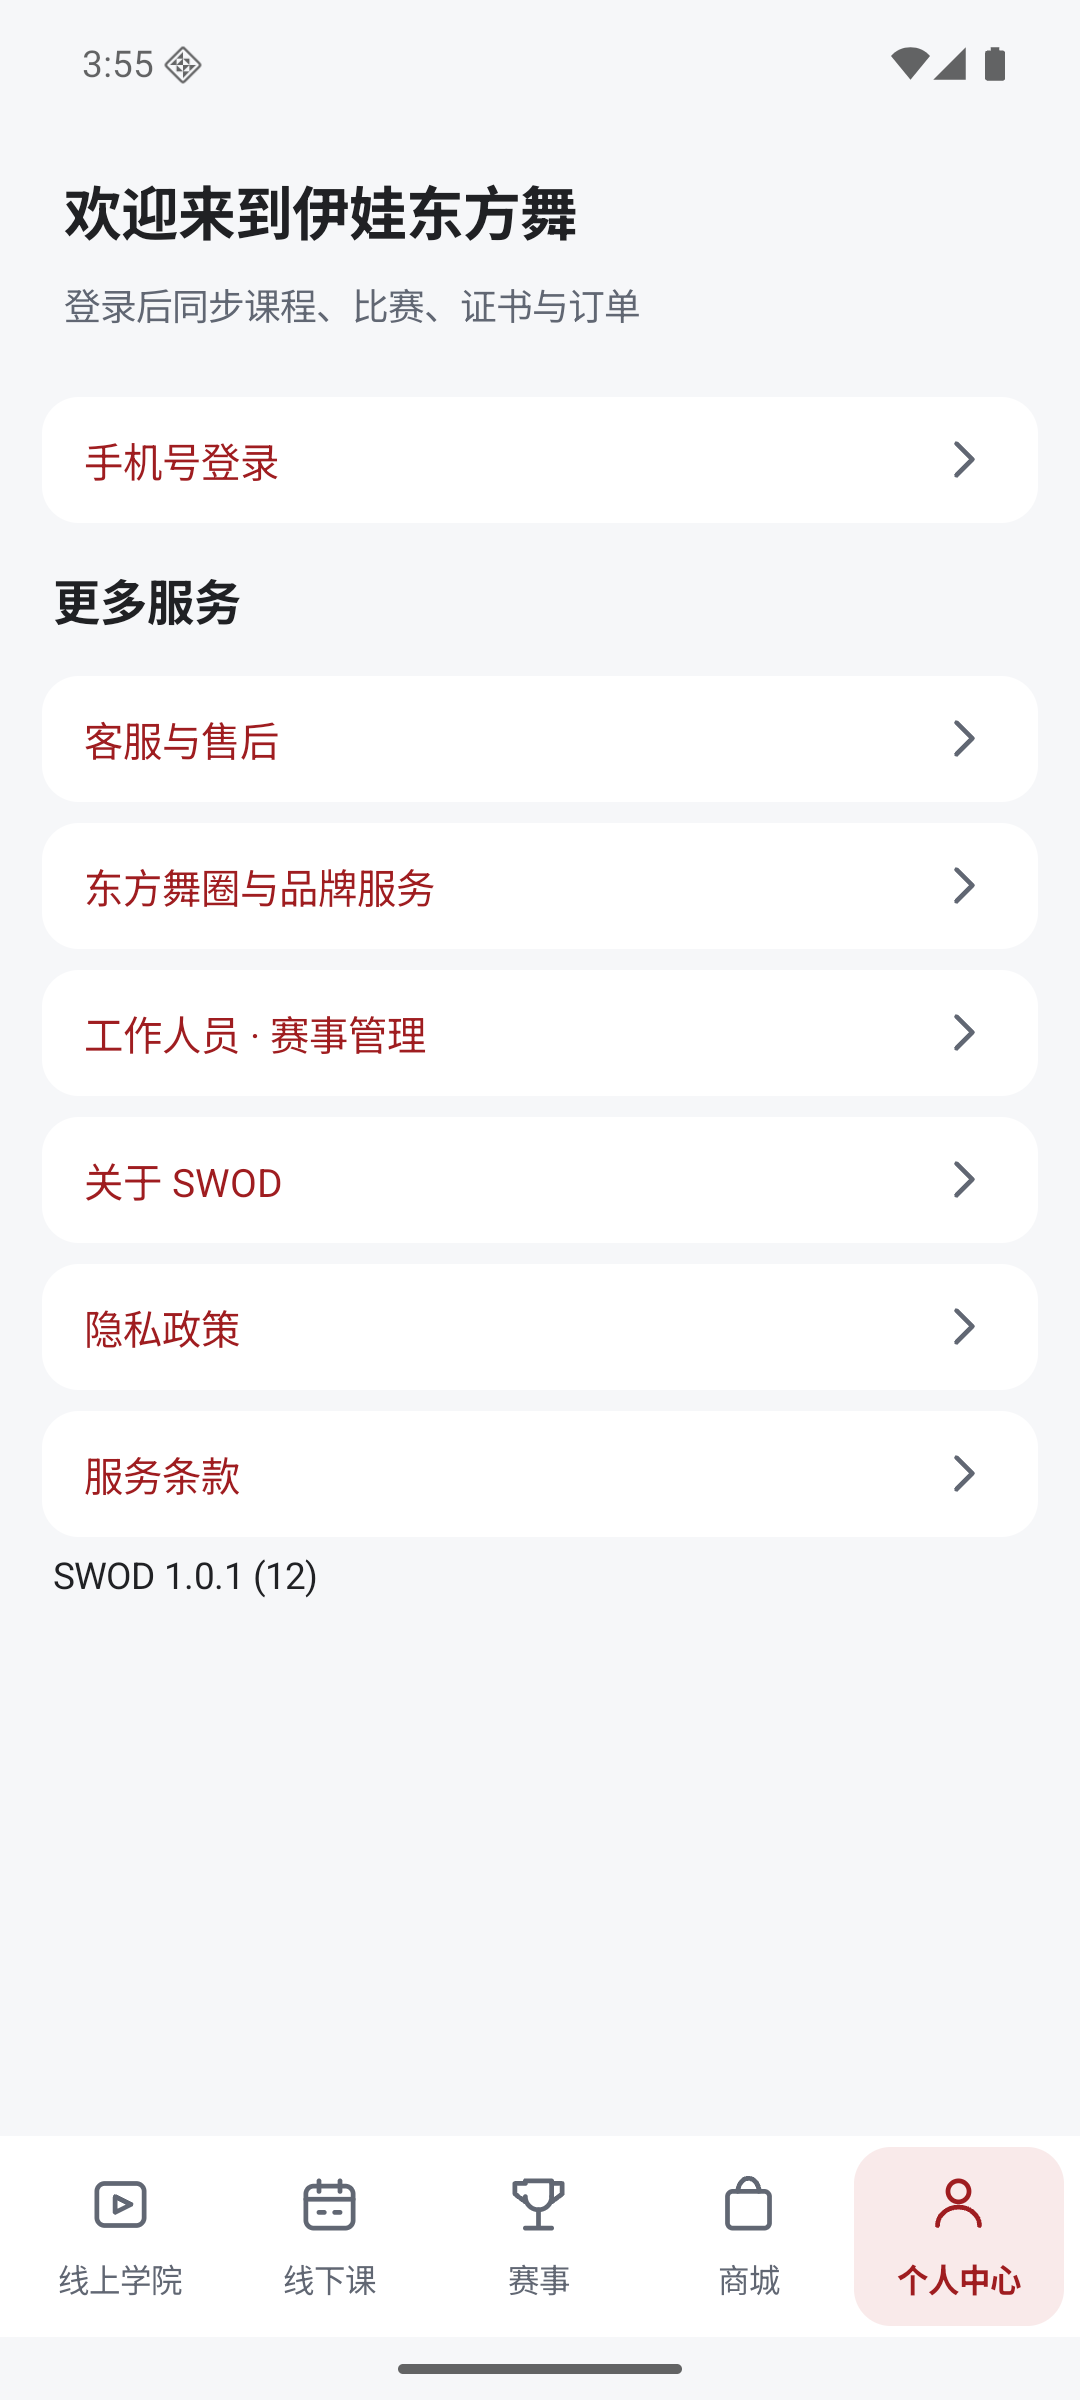 3:55
欢迎来到伊娃东方舞
登录后同步课程、比赛、证书与订单
手机号登录
更多服务
客服与售后
东方舞圈与品牌服务
工作人员 · 赛事管理
关于 SWOD
隐私政策
服务条款
SWOD 1.0.1 (12)
线上学院 线下课 赛事 商城 个人中心